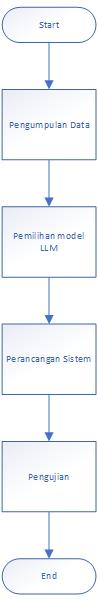 Start
Pengumpulan Data
Pemilihan model
LLM
Perancangan Sistem
Pengujian
End